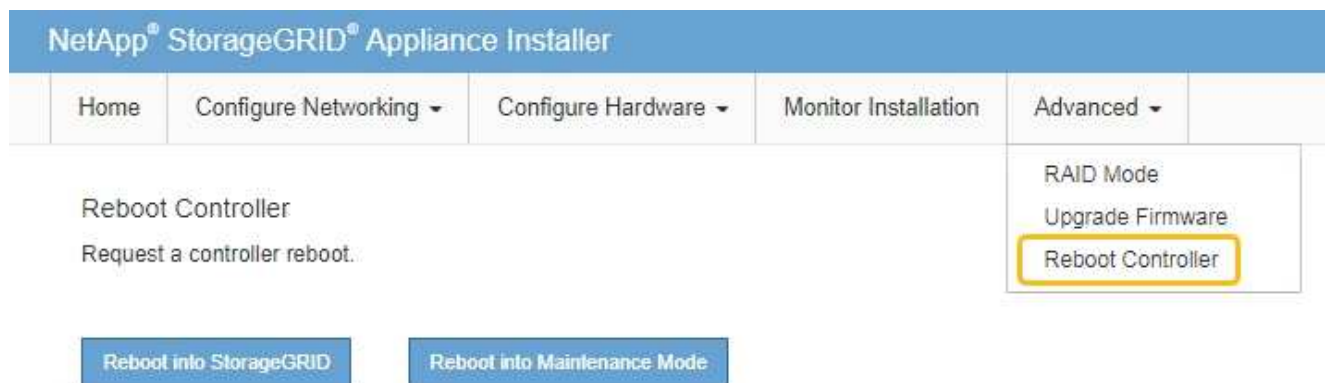 NetApp® StorageGRID® Appliance Installer
Home Configure Networking Configure Hardware Monitor Installation Advanced
RAID Mode
Upgrade Firmware
Reboot Controller
Reboot Controller
Request a controller reboot.
Reboot into StorageGRID Reboot into Maintenance Mode